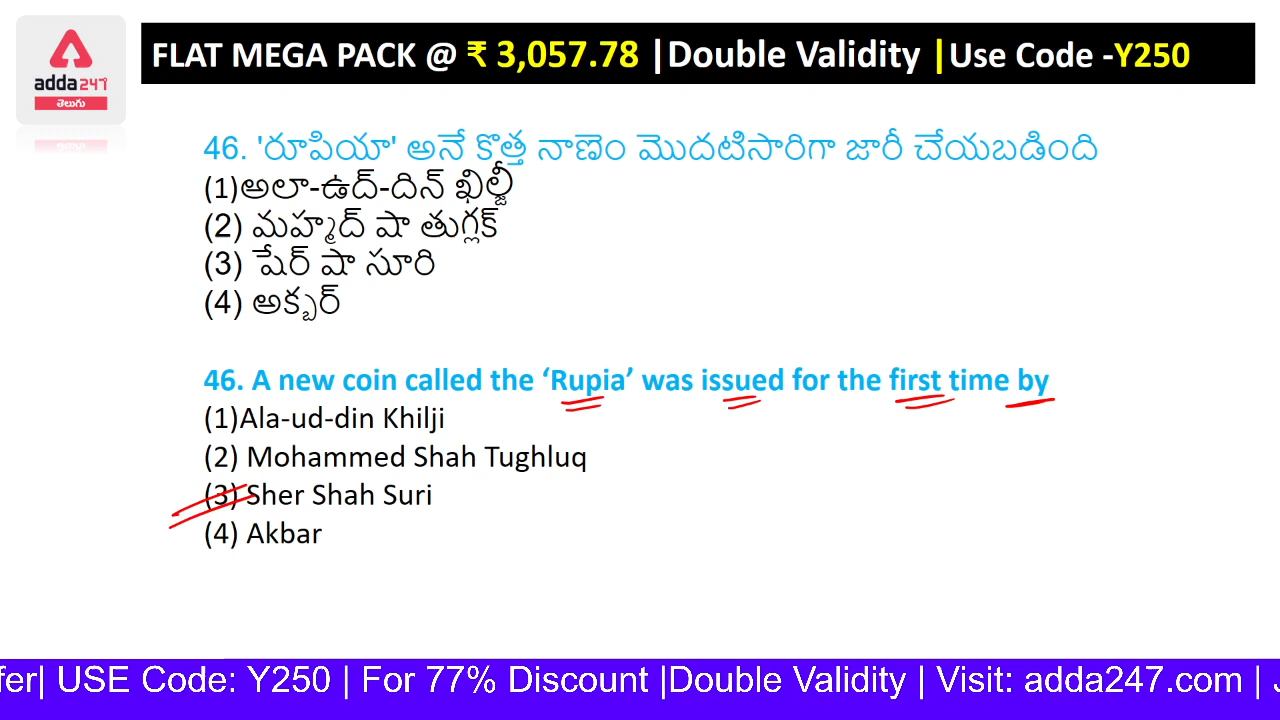 FLAT MEGA PACK @ ₹ 3,057.78 |Double Validity |Use Code -Y250
adda247
తెలుగు
46. 'రూపియా' అనే కొత్త నాణెం మొదటిసారిగా జారీ చేయబడింది
(1)అలా-ఉద్-దిన్ ఖిల్జీ
(2) మహ్మద్ షా తుగ్లక్
(3) షేర్ షా సూరి
(4) అక్బర్
46. A new coin called the ‘Rupia’ was issued for the first time by
(1)Ala-ud-din Khilji
(2) Mohammed Shah Tughluq
(3) Sher Shah Suri
(4) Akbar
fer| USE Code: Y250 | For 77% Discount |Double Validity | Visit: adda247.com | J